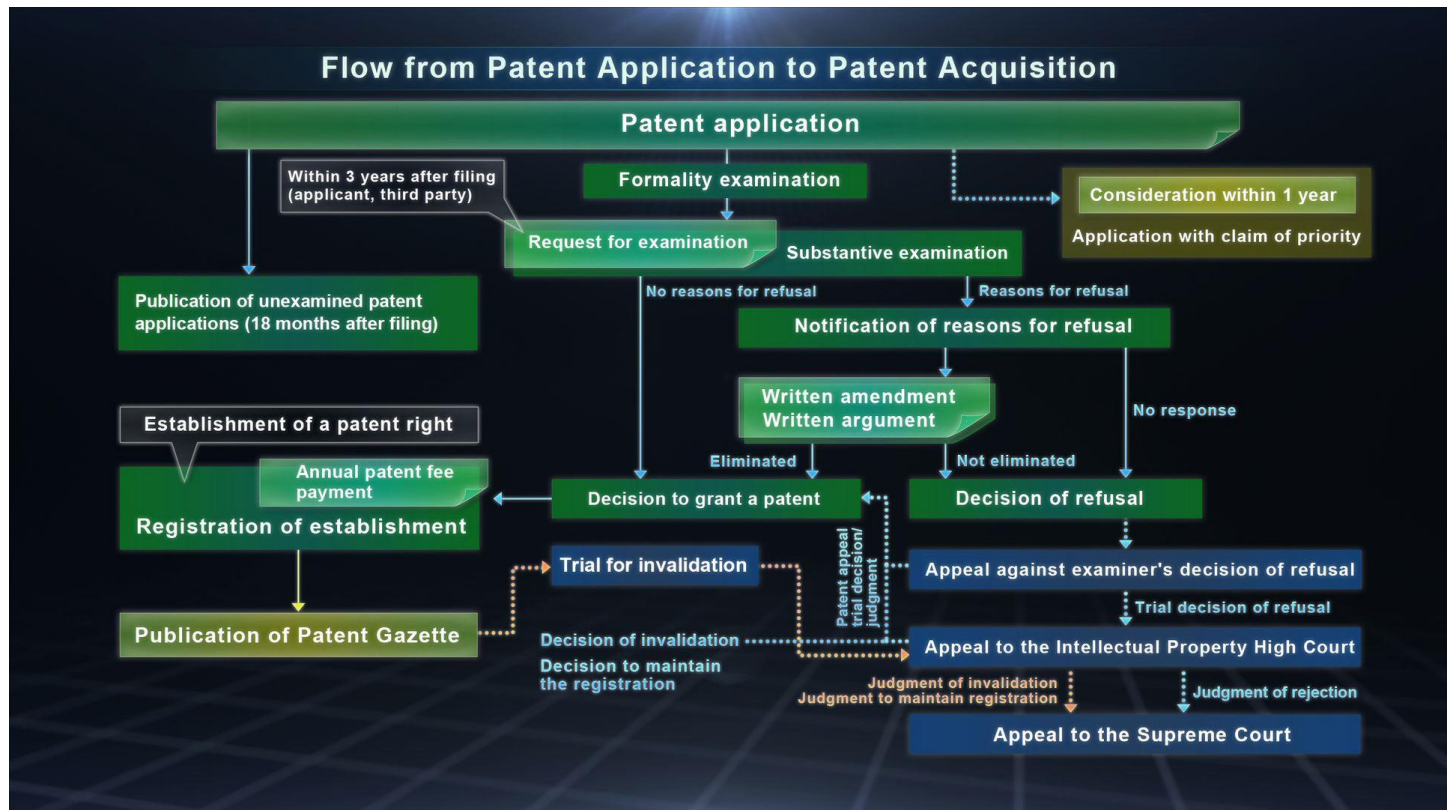 Flow from Patent Application to Patent Acquisition
Patent application
Within 3 years after filing
(applicant, third party)
Formality examination
Consideration within 1 year
Application with claim of priority
Request for examination
Substantive examination
Publication of unexamined patent
applications (18 months after filing)
No reasons for refusal
Reasons for refusal
Notification of reasons for refusal
Written amendment
Written argument
No response
Establishment of a patent right
Eliminated
Not eliminated
Annual patent fee
payment
Registration of establishment
Decision to grant a patent
Decision of refusal
Patent appeal
trial decision/
judgment
Trial for invalidation
Appeal against examiner's decision of refusal
Trial decision of refusal
Publication of Patent Gazette
Decision of invalidation
Decision to maintain
the registration
Appeal to the Intellectual Property High Court
Judgment of invalidation
Judgment to maintain registration
Judgment of rejection
Appeal to the Supreme Court